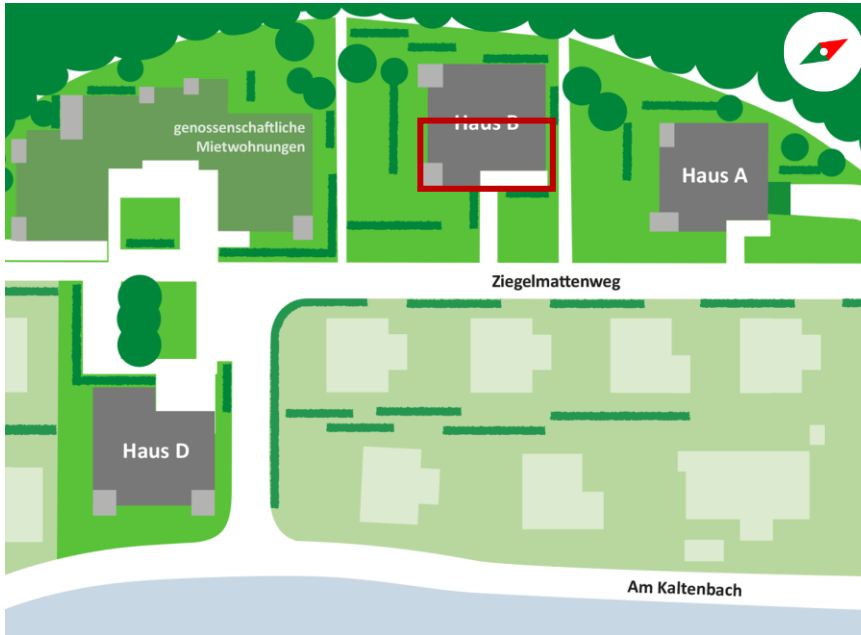 genossenschaftliche
Mietwohnungen
Haus B
Haus A
Ziegelmattenweg
Haus D
Am Kaltenbach